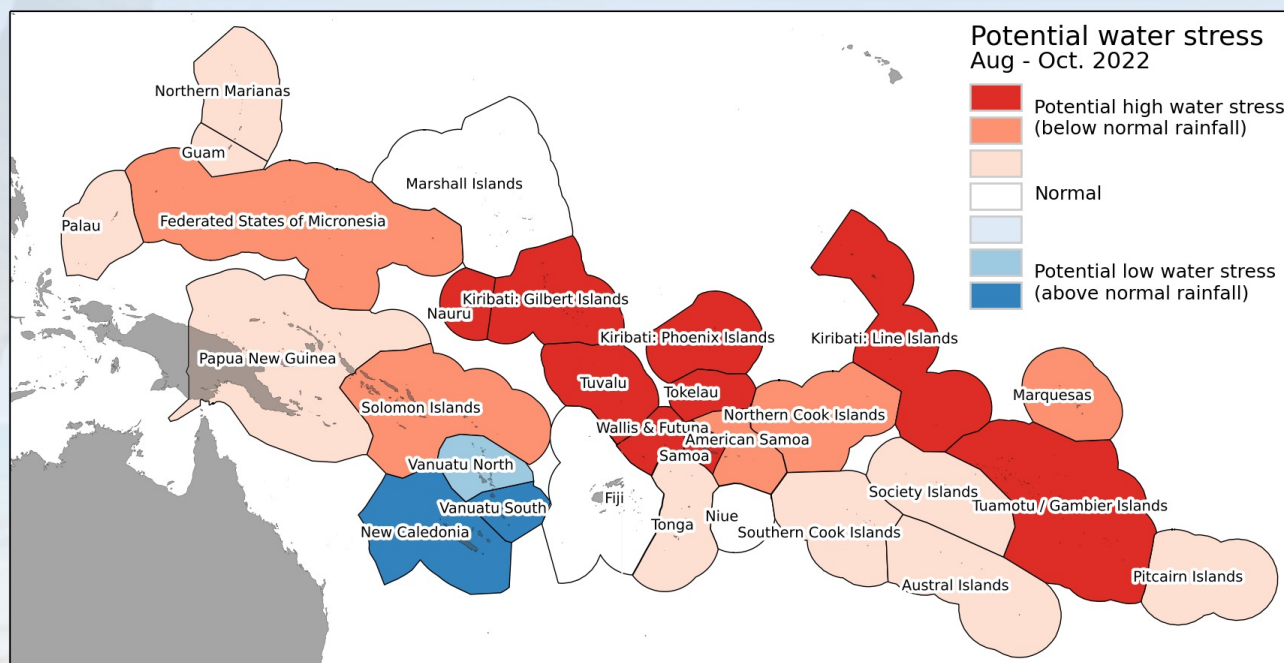 Potential water stress
Aug - Oct. 2022
Potential high water stress
(below normal rainfall)
Normal
Potential low water stress
(above normal rainfall)
Northern Marianas
Guam
Marshall Islands
Palau
Federated States of Micronesia
Nauru
Kiribati: Gilbert Islands
Kiribati: Phoenix Islands
Kiribati: Line Islands
Papua New Guinea
Tuvalu
Tokelau
Marquesas
Solomon Islands
Northern Cook Islands
Wallis & Futuna
American Samoa
Samoa
Vanuatu North
Society Islands
Fiji
Vanuatu South
Tuamotu / Gambier Islands
Niue
Tonga
New Caledonia
Southern Cook Islands
Pitcairn Islands
Austral Islands